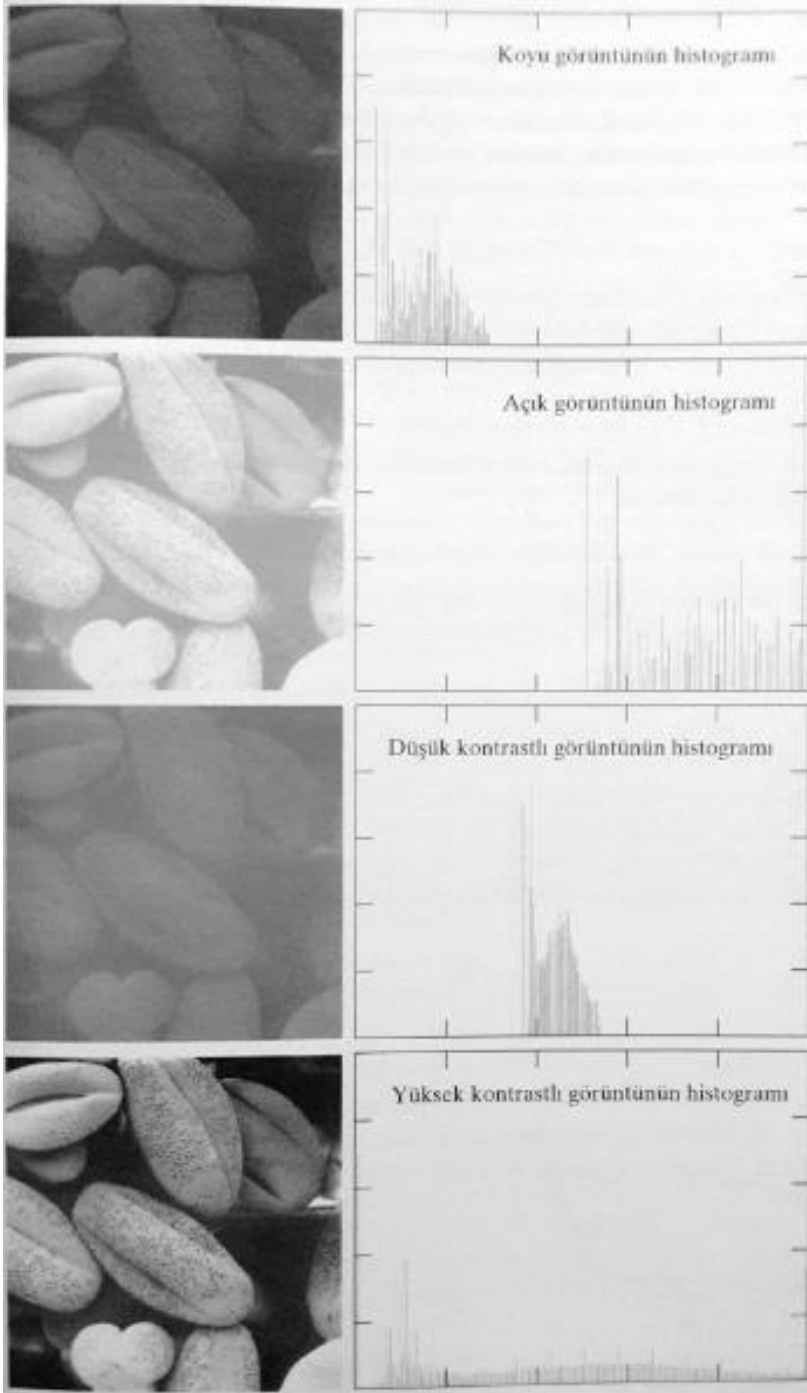 Koyu görüntünün histogramı
Açık görüntünün histogramı
Düşük kontrastlı görüntünün histogramı
Yüksek kontrastlı görüntünün histogramı